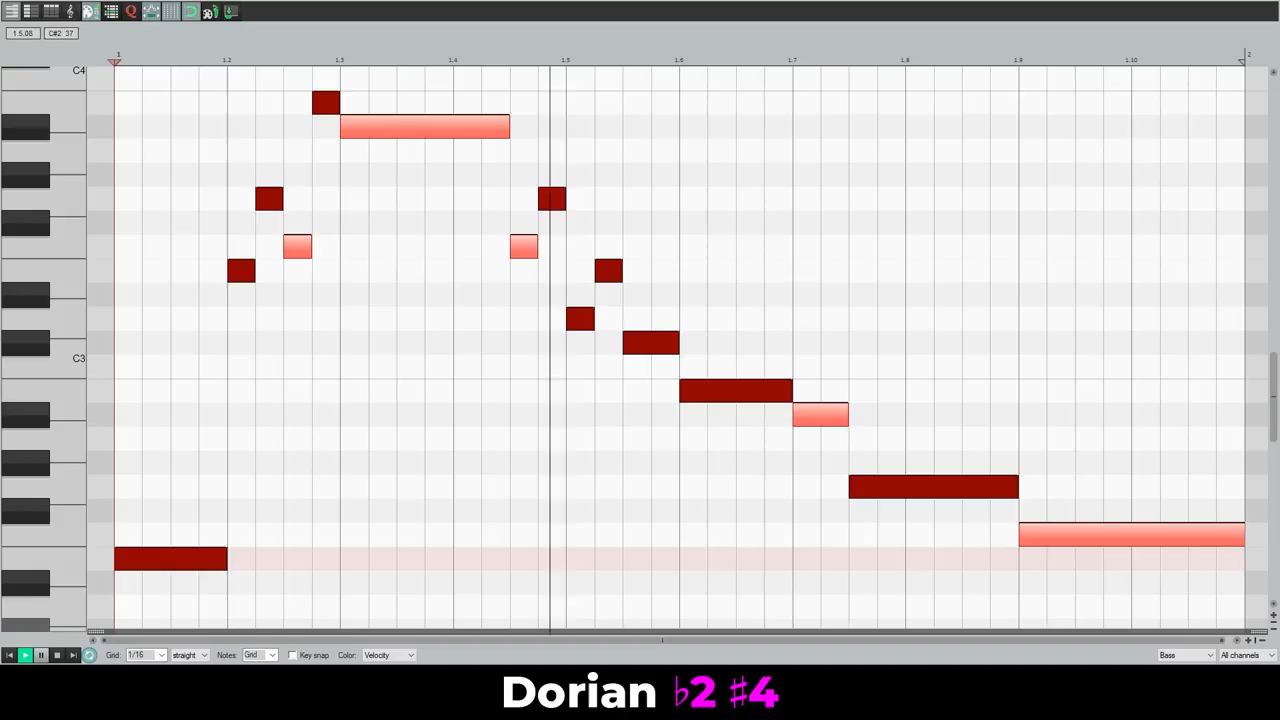 Q
1.5.08 C#2 37
1 1.2 1.3 1.4 1.5 1.6 1.7 1.8 1.9 1.10 2
C4
C3
Grid: 1/16 straight Notes: Grid Key snap Color: Velocity Bass All channels
Dorian ♭2 ♯4